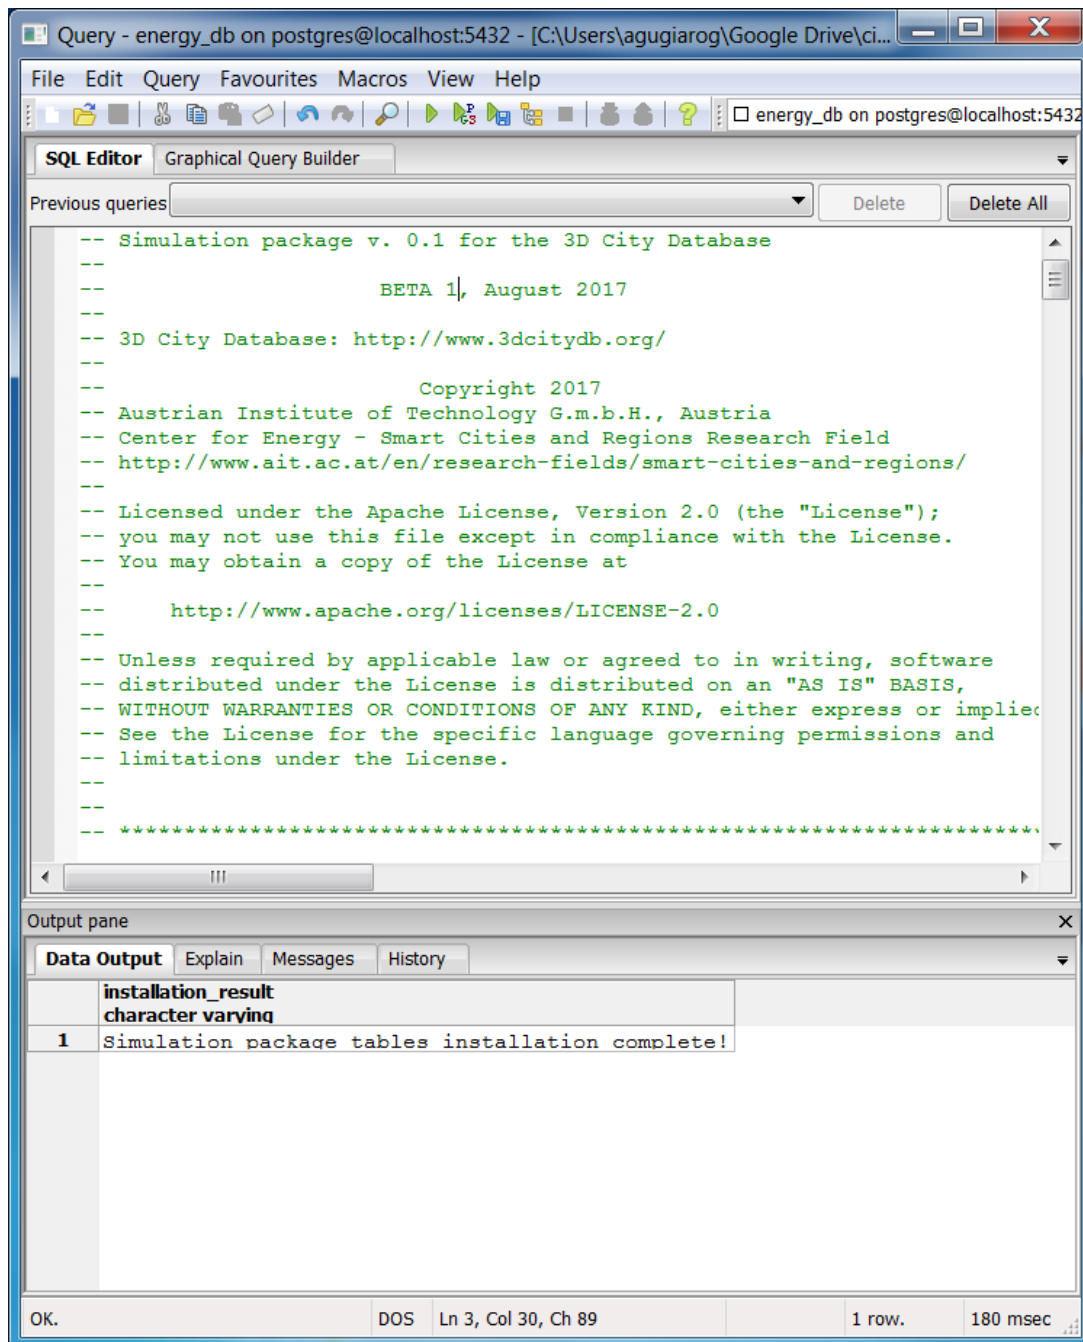 Query - energy_db on postgres@localhost:5432 - [C:\Users\agugiarog\Google Drive\ci...
File Edit Query Favourites Macros View Help
energy_db on postgres@localhost:5432
SQL Editor Graphical Query Builder
Previous queries Delete Delete All
-- Simulation package v. 0.1 for the 3D City Database
--
-- BETA 1, August 2017
--
-- 3D City Database: http://www.3dcitydb.org/
--
-- Copyright 2017
-- Austrian Institute of Technology G.m.b.H., Austria
-- Center for Energy - Smart Cities and Regions Research Field
-- http://www.ait.ac.at/en/research-fields/smart-cities-and-regions/
--
-- Licensed under the Apache License, Version 2.0 (the "License");
-- you may not use this file except in compliance with the License.
-- You may obtain a copy of the License at
--
-- http://www.apache.org/licenses/LICENSE-2.0
--
-- Unless required by applicable law or agreed to in writing, software
-- distributed under the License is distributed on an "AS IS" BASIS,
-- WITHOUT WARRANTIES OR CONDITIONS OF ANY KIND, either express or implied
-- See the License for the specific language governing permissions and
-- limitations under the License.
--
--
-- ***********************************************************************
Output pane
Data Output Explain Messages History
installation_result
character varying
1 Simulation package tables installation complete!
OK. DOS Ln 3, Col 30, Ch 89 1 row. 180 msec